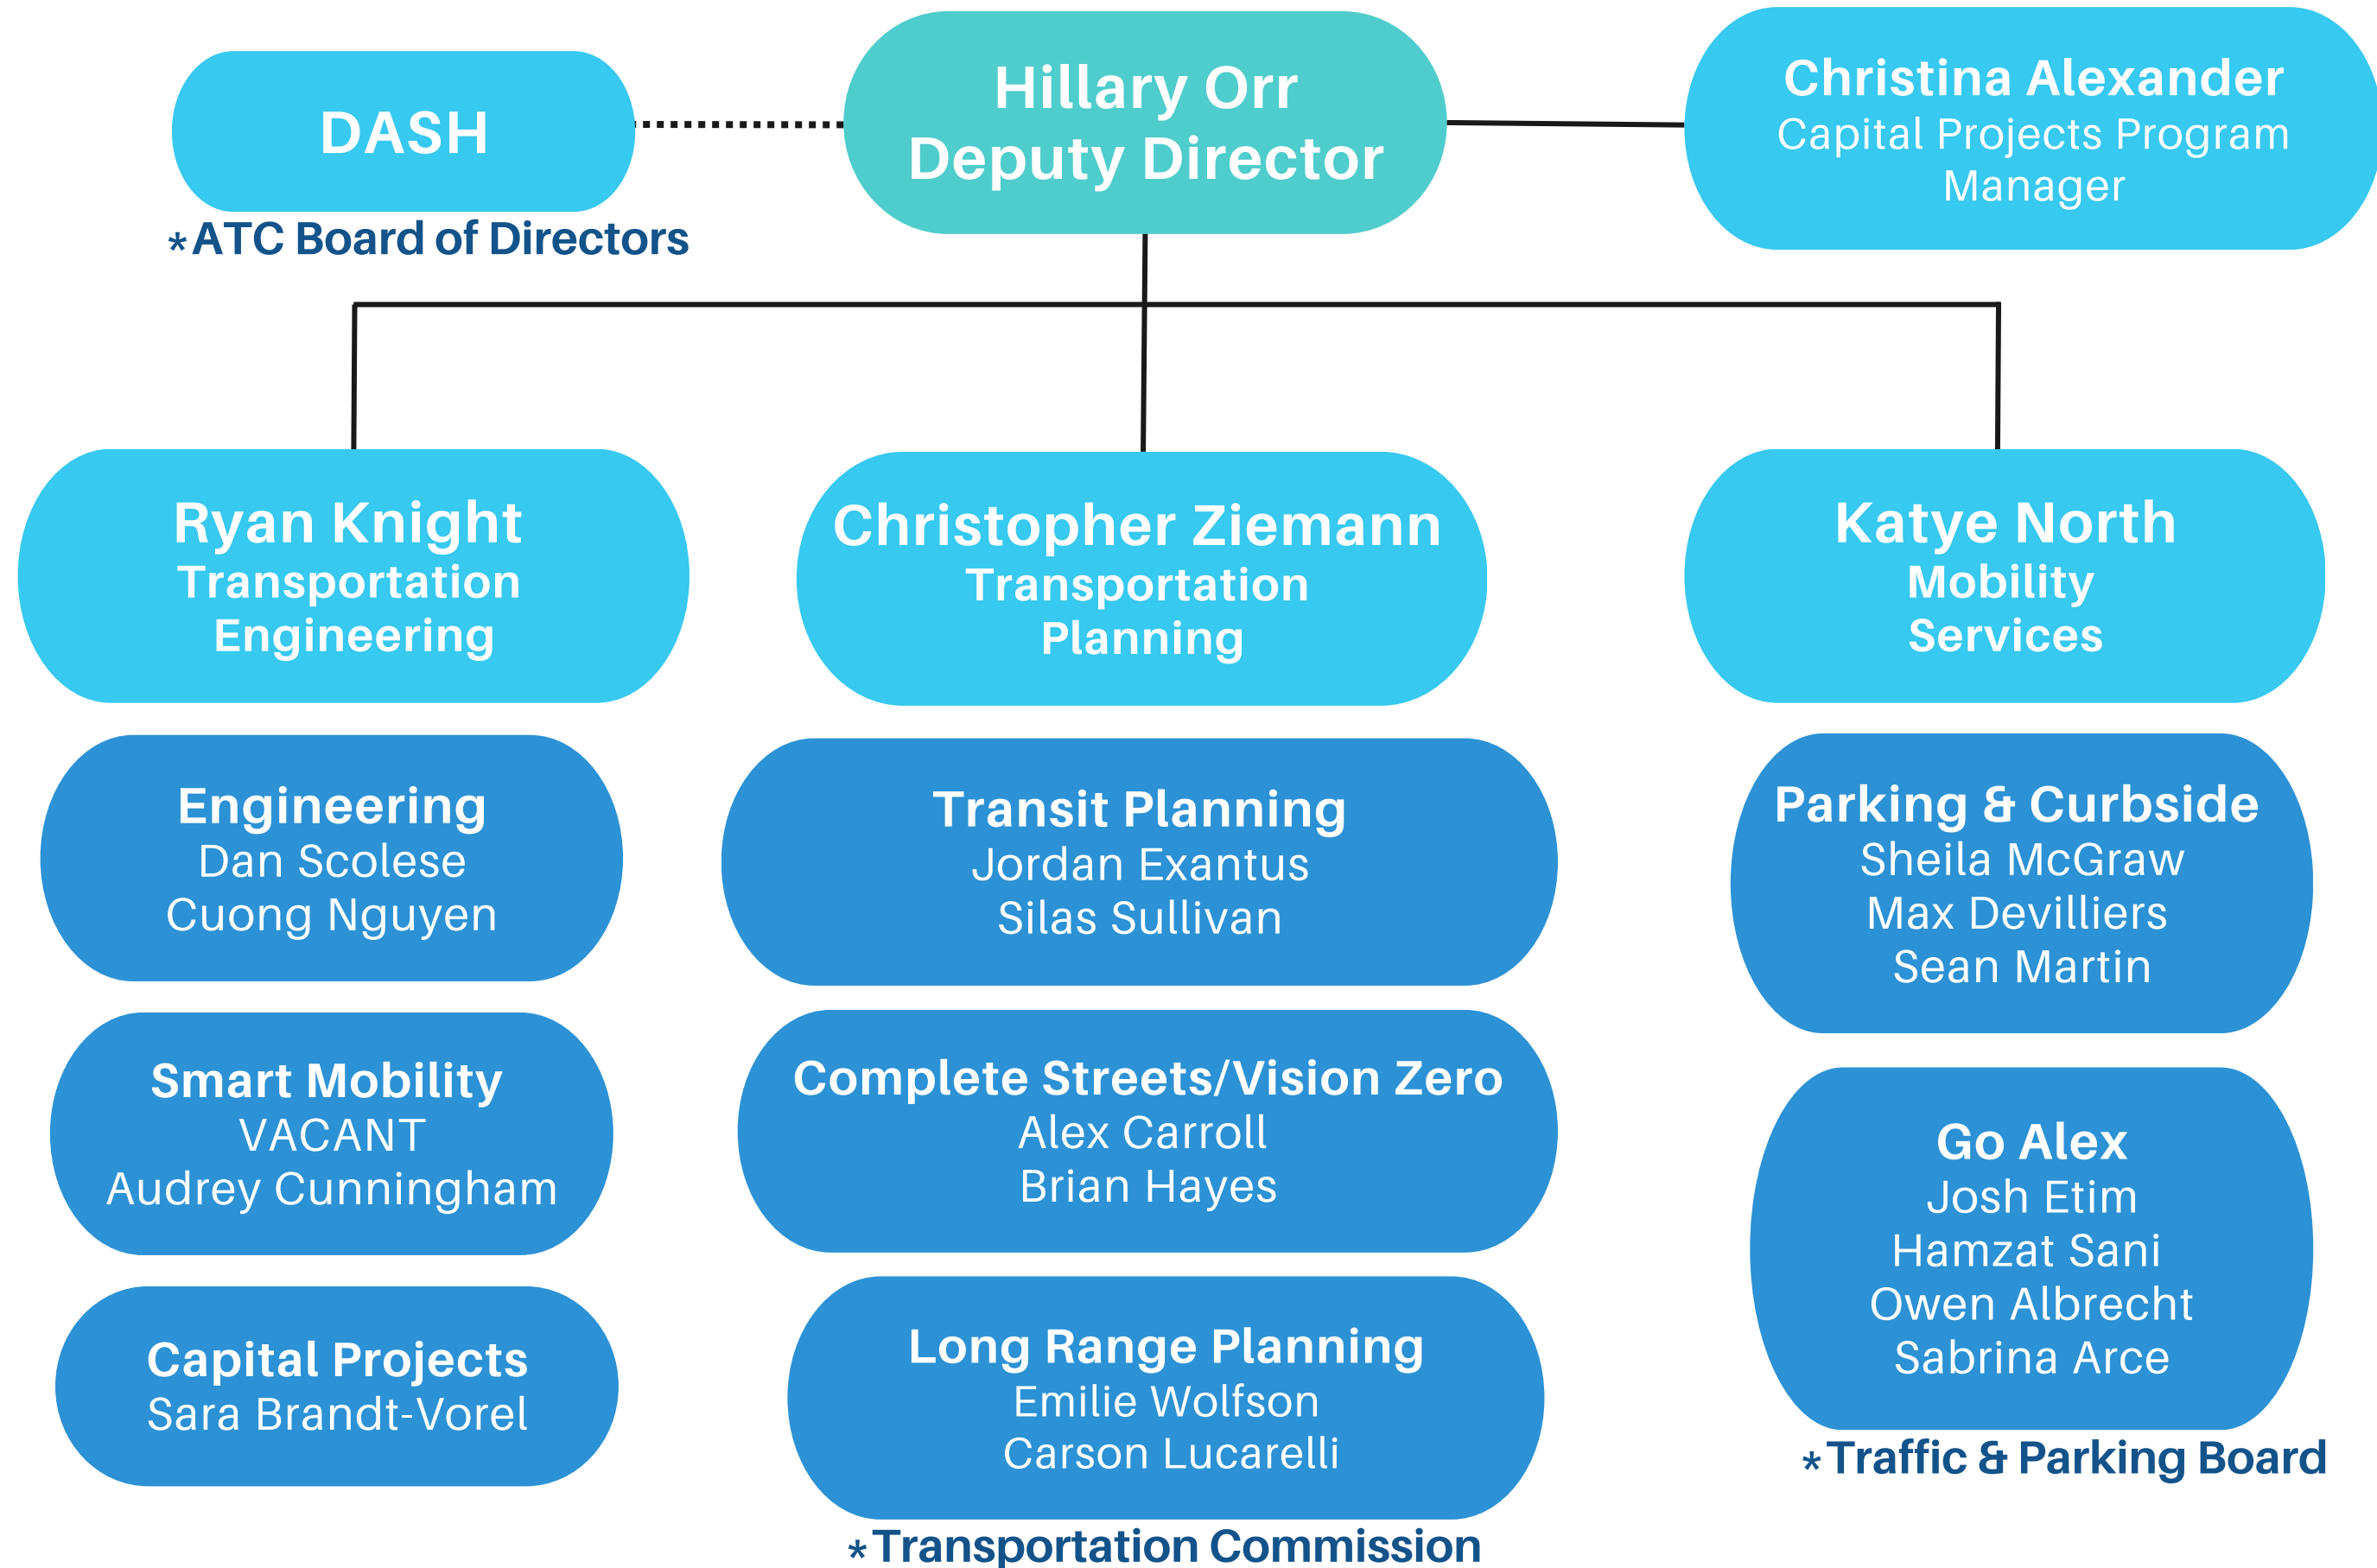 DASH
*ATC Board of Directors
Hillary Orr
Deputy Director
Christina Alexander
Capital Projects Program
Manager
Ryan Knight
Transportation
Engineering
Engineering
Dan Scolese
Cuong Nguyen
Smart Mobility
VACANT
Audrey Cunningham
Capital Projects
Sara Brandt-Vorel
Christopher Ziemann
Transportation
Planning
Transit Planning
Jordan Exantus
Silas Sullivan
Complete Streets/Vision Zero
Alex Carroll
Brian Hayes
Long Range Planning
Emilie Wolfson
Carson Lucarelli
*Transportation Commission
Katye North
Mobility
Services
Parking & Curbside
Sheila McGraw
Max Devilliers
Sean Martin
Go Alex
Josh Etim
Hamzat Sani
Owen Albrecht
Sabrina Arce
*Traffic & Parking Board